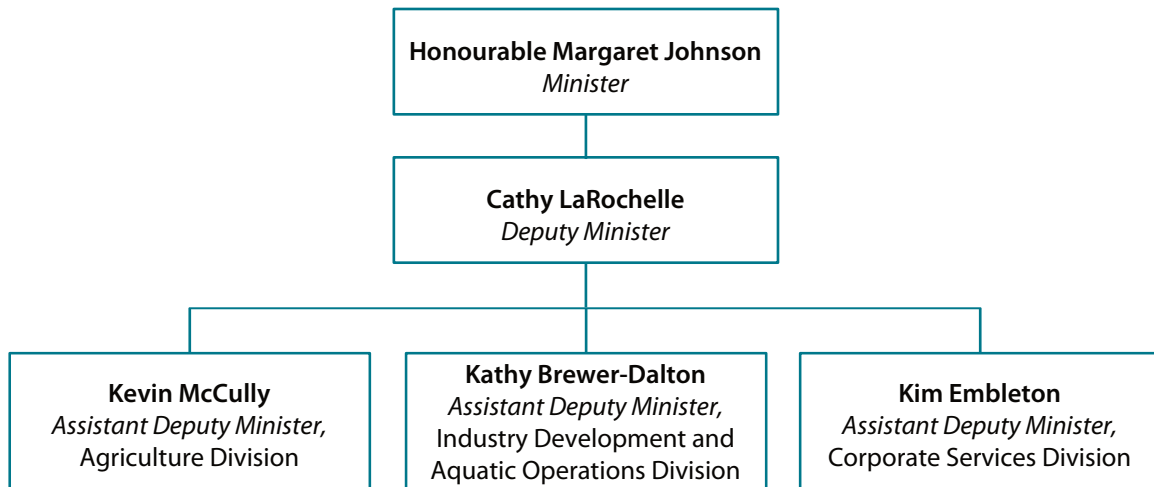 Honourable Margaret Johnson
Minister
Cathy LaRochelle
Deputy Minister
Kevin McCully
Assistant Deputy Minister,
Agriculture Division
Kathy Brewer-Dalton
Assistant Deputy Minister,
Industry Development and
Aquatic Operations Division
Kim Embleton
Assistant Deputy Minister,
Corporate Services Division